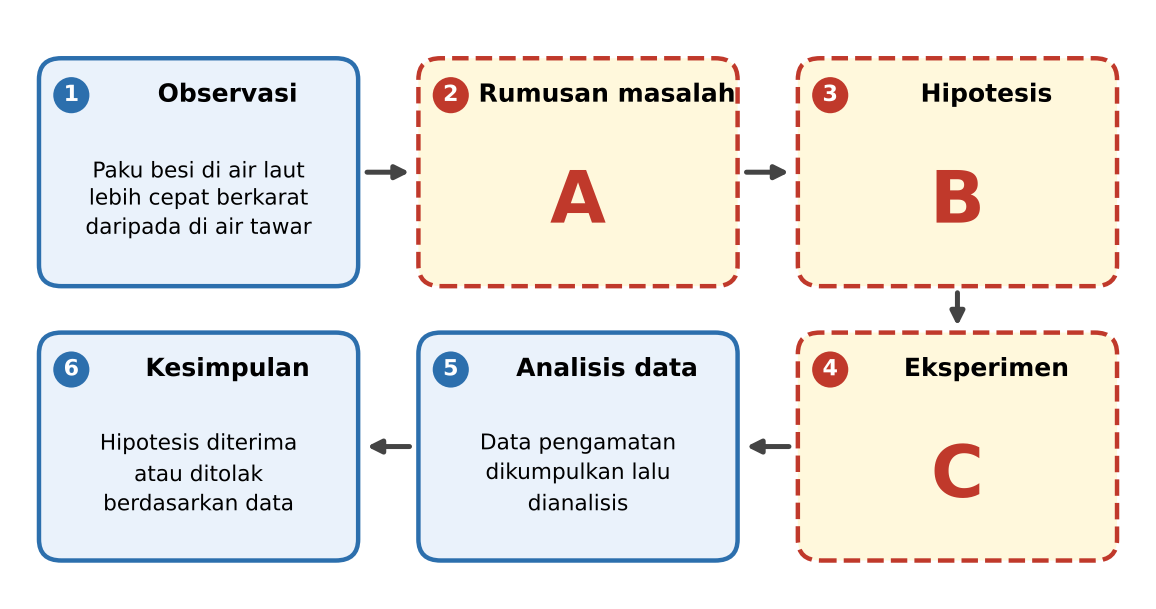 1 Observasi
Paku besi di air laut
lebih cepat berkarat
daripada di air tawar
2 Rumusan masalah
A
3 Hipotesis
B
4 Eksperimen
C
5 Analisis data
Data pengamatan
dikumpulkan lalu
dianalisis
6 Kesimpulan
Hipotesis diterima
atau ditolak
berdasarkan data